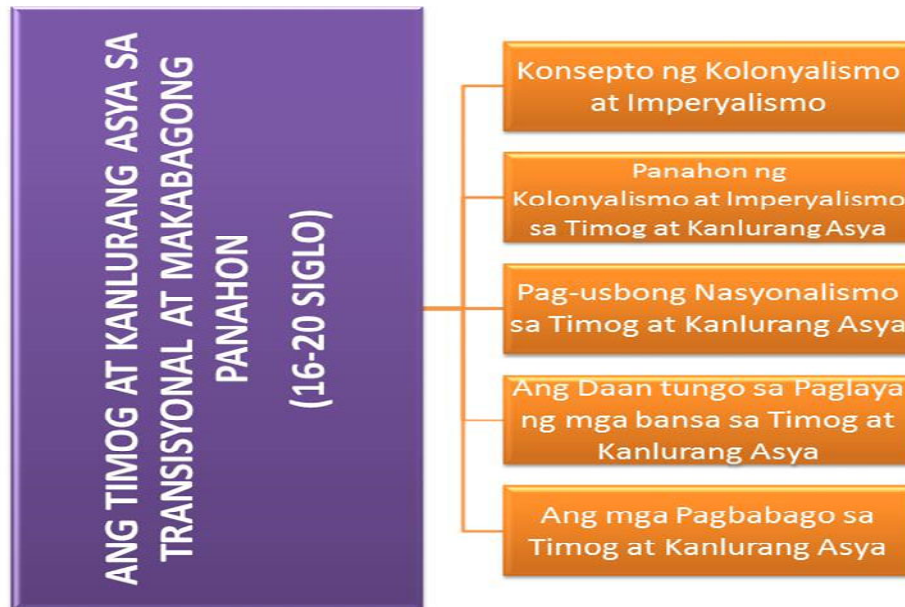 ANG TIMOG AT KANLURANG ASYA SA
TRANSISYONAL AT MAKABAGONG
PANAHON
(16-20 SIGLO)
Konsepto ng Kolonyalismo
at Imperyalismo
Panahon ng
Kolonyalismo at Imperyalismo
sa Timog at Kanlurang Asya
Pag-usbong Nasyonalismo
sa Timog at Kanlurang Asya
Ang Daan tungo sa Paglaya
ng mga bansa sa Timog at
Kanlurang Asya
Ang mga Pagbabago sa
Timog at Kanlurang Asya